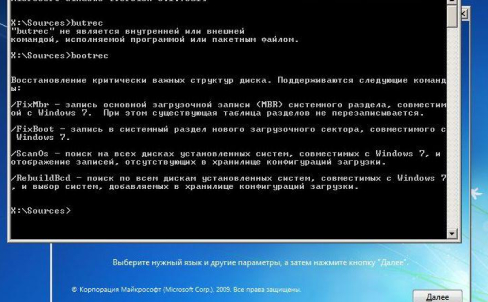 X:\Sources>butrec
"butrec" не является внутренней или внешней
командой, исполняемой программой или пакетным файлом.
X:\Sources>bootrec
Восстановление критически важных структур диска. Поддерживаются следующие команд
ы:
/FixMbr - запись основной загрузочной записи (MBR) системного раздела, совместим
ой с Windows 7. При этом существующая таблица разделов не перезаписывается.
/FixBoot - запись в системный раздел нового загрузочного сектора, совместимого с
Windows 7.
/ScanOs - поиск на всех дисках установленных систем, совместимых с Windows 7, и
отображение записей, отсутствующих в хранилище конфигураций загрузки.
/RebuildBcd - поиск по всем дискам установленных систем, совместимых с Windows 7
, и выбор систем, добавляемых в хранилище конфигураций загрузки.
X:\Sources>
Выберите нужный язык и другие параметры, а затем нажмите кнопку "Далее".
© Корпорация Майкрософт (Microsoft Corp.), 2009. Все права защищены.
Далее